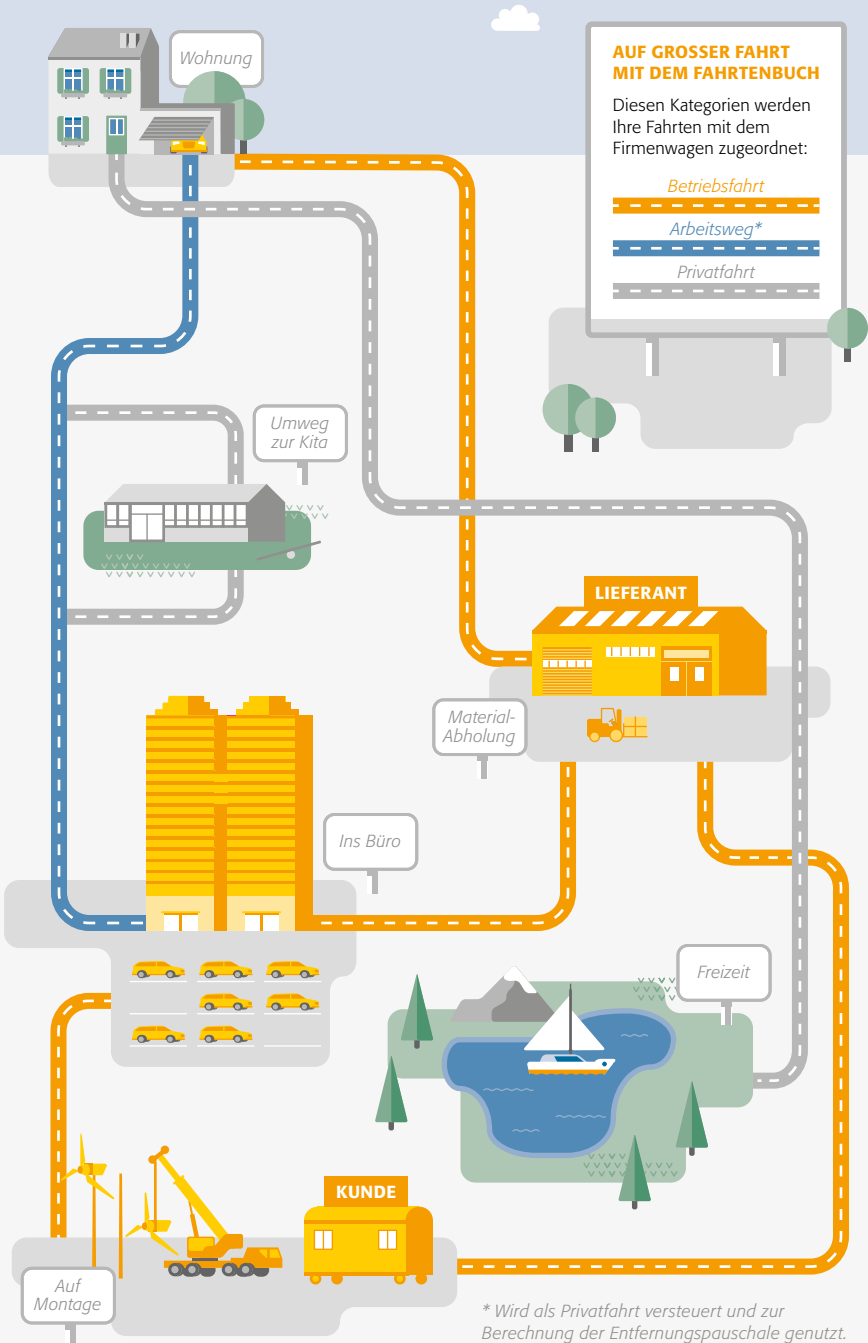 Wohnung
AUF GROSSER FAHRT
MIT DEM FAHRTENBUCH
Diesen Kategorien werden
Ihre Fahrten mit dem
Firmenwagen zugeordnet:
Betriebsfahrt
Arbeitsweg*
Privatfahrt
Umweg
zur Kita
LIEFERANT
Material-
Abholung
Ins Büro
Freizeit
KUNDE
Auf
Montage
* Wird als Privatfahrt versteuert und zur
Berechnung der Entfernungspauschale genutzt.